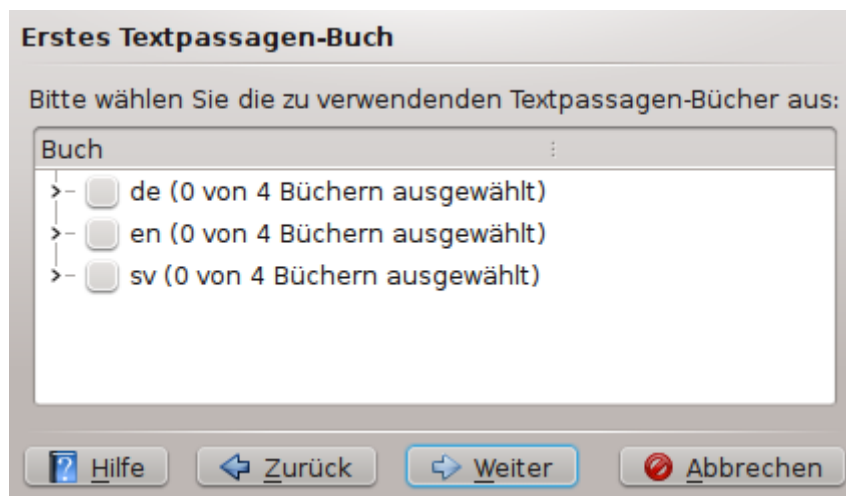 Erstes Textpassagen-Buch
Bitte wählen Sie die zu verwendenden Textpassagen-Bücher aus:
Buch
de (0 von 4 Büchern ausgewählt)
en (0 von 4 Büchern ausgewählt)
sv (0 von 4 Büchern ausgewählt)
Hilfe Zurück Weiter Abbrechen